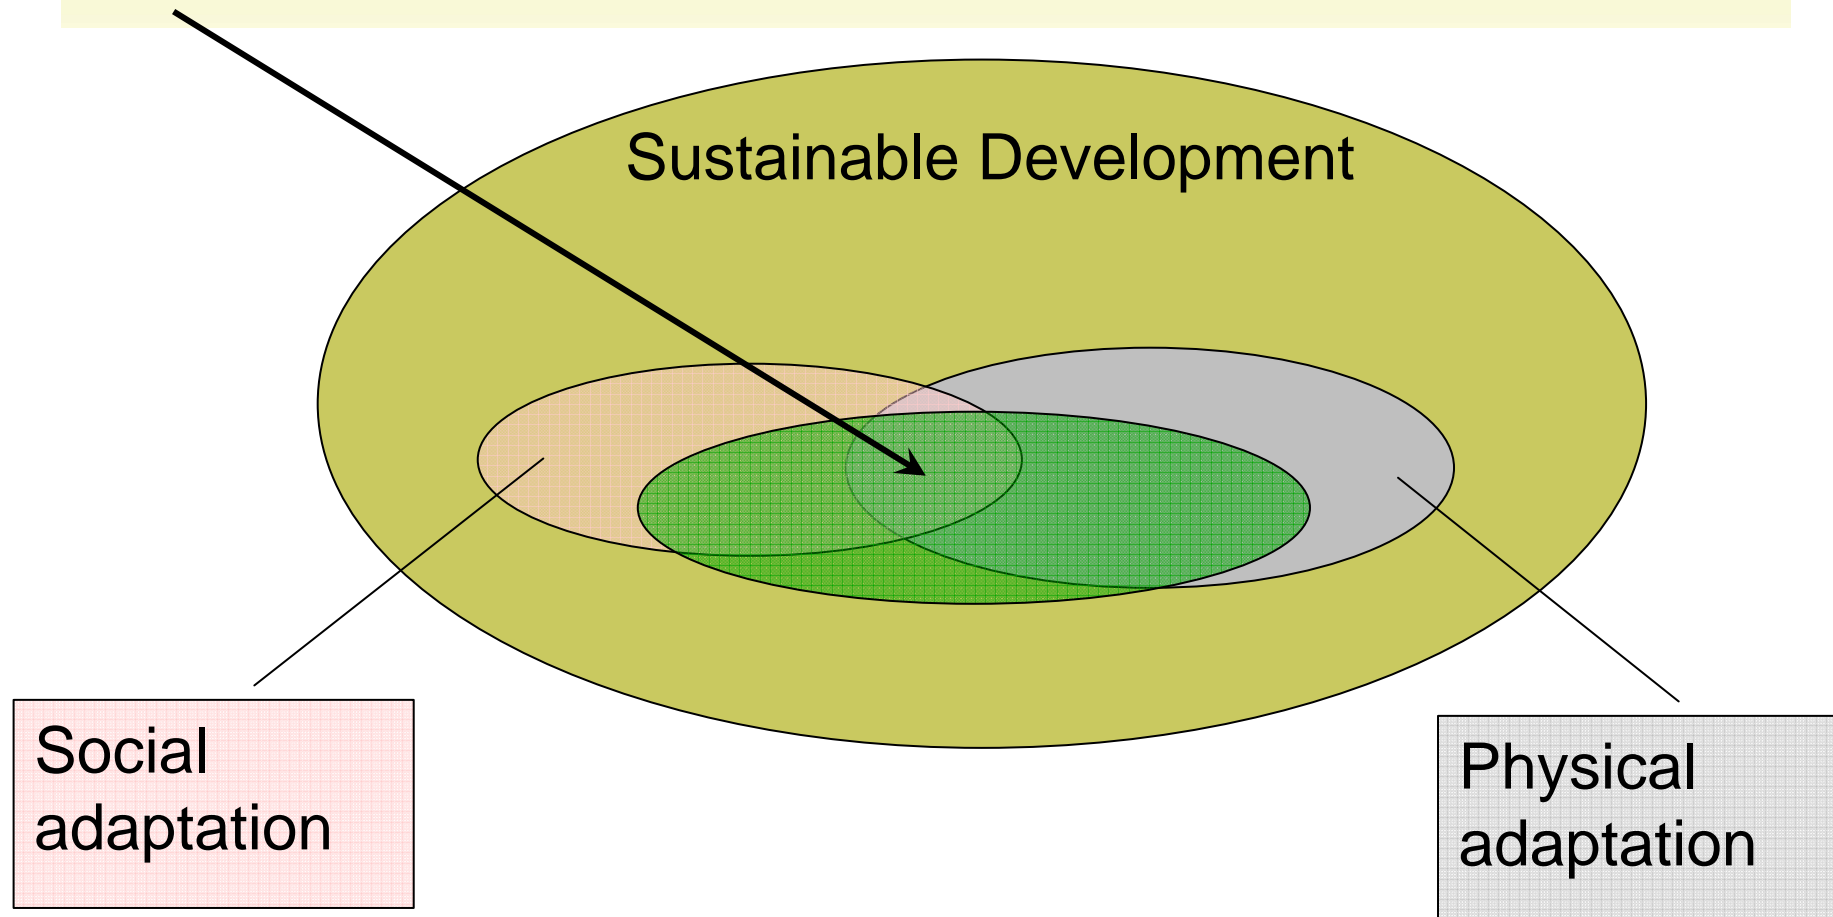 Sustainable Development
Social
adaptation
Physical
adaptation